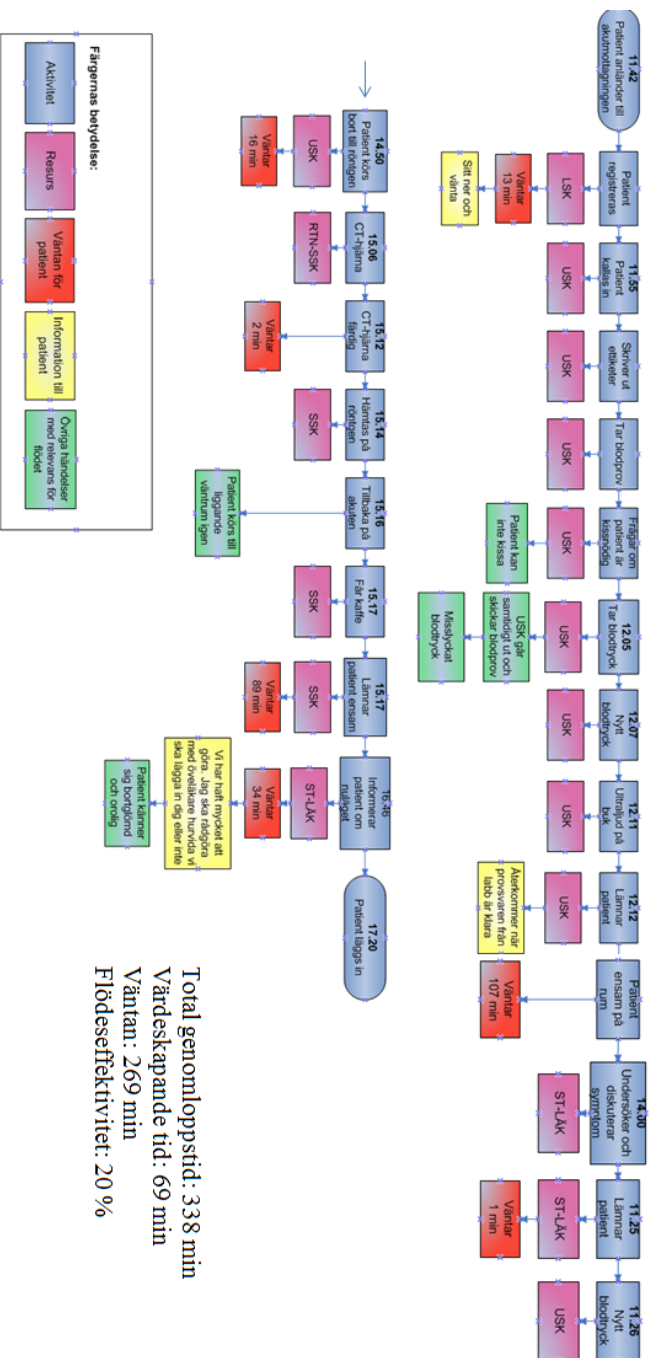 11.42
Patient anländer till
akutmottagningen
Patient
registreras
LSK
Väntar
13 min
Sitt ner och
vänta
11.55
Patient
kallas in
USK
Skriver ut
ettiketer
USK
Tar blodprov
USK
Frågar om
patient är
kissnödig
USK
Patient kan
inte kissa
12.05
Tar blodtryck
USK
USK går
samtidigt ut och
skickar blodprov
Misslyckat
blodtryck
12.07
Nytt
blodtryck
USK
12.11
Ultraljud på
buk
USK
12.12
Lämnar
patient
USK
Återkommer när
provsvaren från
labb är klara
Patient
ensam på
rum
Väntar
107 min
14.00
Undersöker och
diskuterar
symptom
ST-LÄK
11.25
Lämnar
patient
ST-LÄK
Väntar
1 min
11.26
Nytt
blodtryck
USK
14.50
Patient körs
bort till röntgen
USK
Väntar
16 min
15.06
CT-hjärna
RTN-SSK
15.12
CT-hjärna
färdig
Väntar
2 min
15.14
Hämtas på
röntgen
SSK
15.16
Tillbaka på
akuten
Patient körs till
liggande
väntrum igen
15.17
Får kaffe
SSK
15.17
Lämnar
patient ensam
SSK
Väntar
89 min
16.46
Informerar
patient om
nuläget
ST-LÄK
Väntar
34 min
Vi har haft mycket att
göra. Jag ska rådgöra
med öveläkare hurvida vi
ska lägga in dig eller inte
Patient känner
sig bortglömd
och orolig
17.20
Patient läggs in
Färgernas betydelse:
Aktivitet
Resurs
Väntan för
patient
Information till
patient
Övriga händelser
med relevans för
flödet
Total genomloppstid: 338 min
Värdeskapande tid: 69 min
Väntan: 269 min
Flödeseffektivitet: 20 %